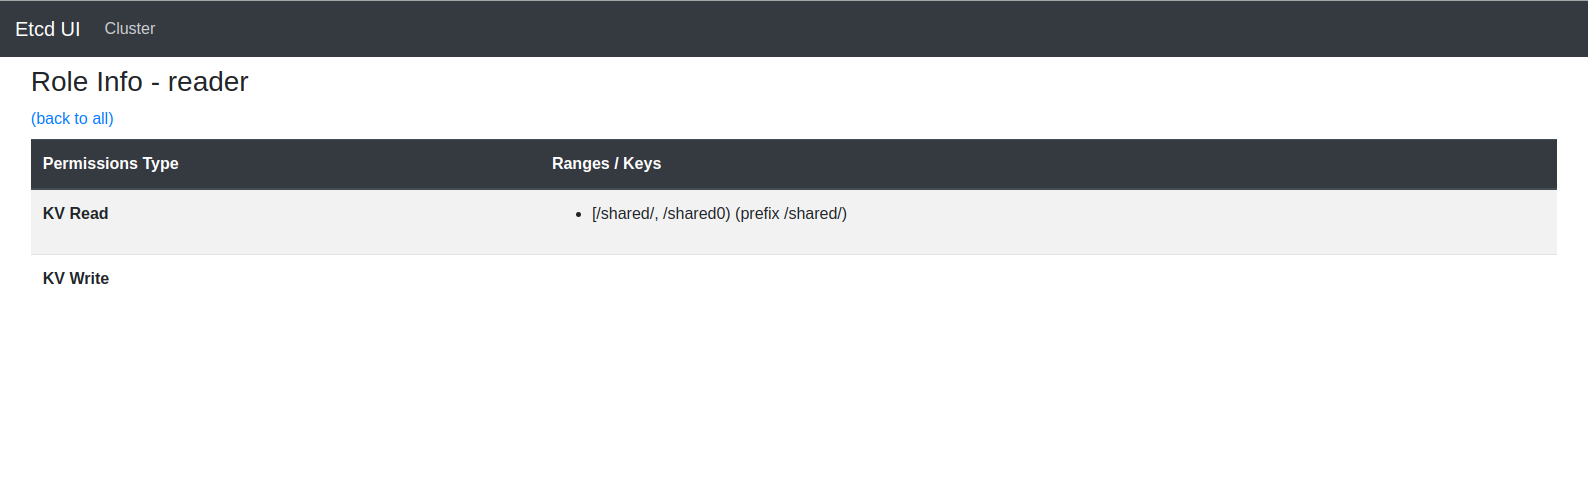 Etcd UI Cluster
Role Info - reader
(back to all)
Permissions Type Ranges / Keys
KV Read • [/shared/, /shared0) (prefix /shared/)
KV Write